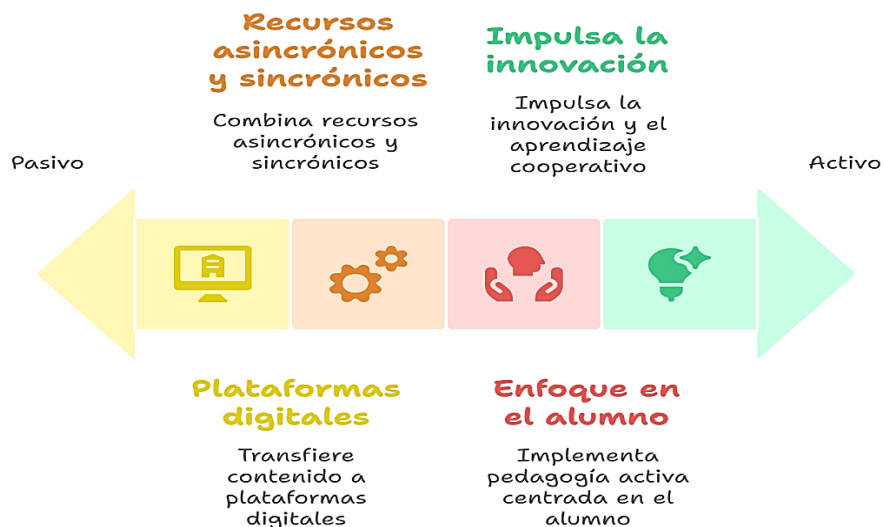 Recursos
asincrónicos
y sincrónicos
Combina recursos
asincrónicos y
sincrónicos
Impulsa la
innovación
Impulsa la
innovación y el
aprendizaje
cooperativo
Pasivo
Activo
Plataformas
digitales
Transfiere
contenido a
plataformas
digitales
Enfoque en
el alumno
Implementa
pedagogía activa
centrada en el
alumno